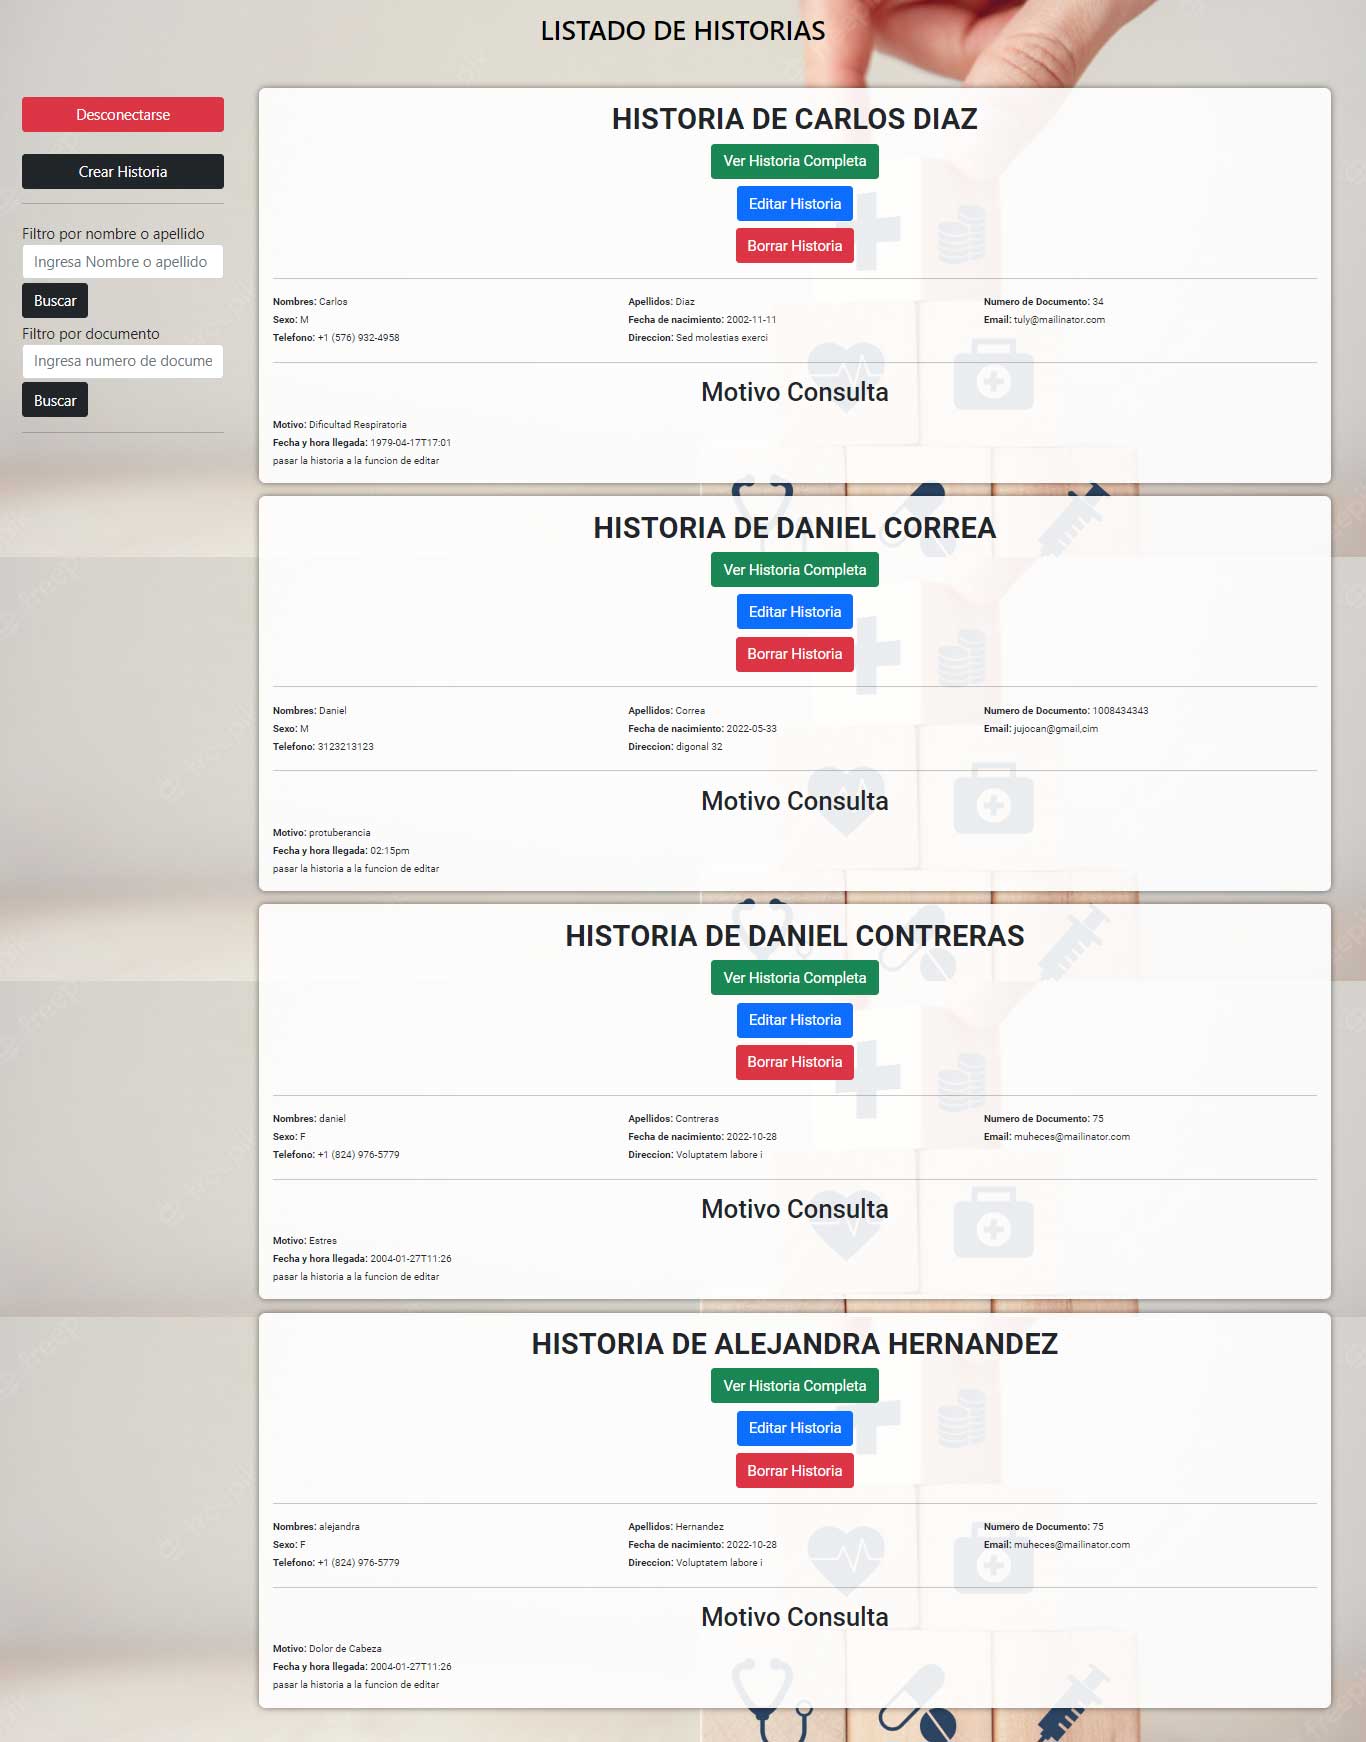 LISTADO DE HISTORIAS
Desconectarse
Crear Historia
Filtro por nombre o apellido
Ingresa Nombre o apellido
Buscar
Filtro por documento
Ingresa numero de docume
Buscar
HISTORIA DE CARLOS DIAZ
Ver Historia Completa
Editar Historia
Borrar Historia
Nombres: Carlos Apellidos: Diaz Numero de Documento: 34
Sexo: M Fecha de nacimiento: 2002-11-11 Email: tuly@mailinator.com
Telefono: +1 (576) 932-4958 Direccion: Sed molestias exerci
Motivo Consulta
Motivo: Dificultad Respiratoria
Fecha y hora llegada: 1979-04-17T17:01
pasar la historia a la funcion de editar
HISTORIA DE DANIEL CORREA
Ver Historia Completa
Editar Historia
Borrar Historia
Nombres: Daniel Apellidos: Correa Numero de Documento: 1008434343
Sexo: M Fecha de nacimiento: 2022-05-33 Email: jujocan@gmail,cim
Telefono: 3123213123 Direccion: digonal 32
Motivo Consulta
Motivo: protuberancia
Fecha y hora llegada: 02:15pm
pasar la historia a la funcion de editar
HISTORIA DE DANIEL CONTRERAS
Ver Historia Completa
Editar Historia
Borrar Historia
Nombres: daniel Apellidos: Contreras Numero de Documento: 75
Sexo: F Fecha de nacimiento: 2022-10-28 Email: muheces@mailinator.com
Telefono: +1 (824) 976-5779 Direccion: Voluptatem labore i
Motivo Consulta
Motivo: Estres
Fecha y hora llegada: 2004-01-27T11:26
pasar la historia a la funcion de editar
HISTORIA DE ALEJANDRA HERNANDEZ
Ver Historia Completa
Editar Historia
Borrar Historia
Nombres: alejandra Apellidos: Hernandez Numero de Documento: 75
Sexo: F Fecha de nacimiento: 2022-10-28 Email: muheces@mailinator.com
Telefono: +1 (824) 976-5779 Direccion: Voluptatem labore i
Motivo Consulta
Motivo: Dolor de Cabeza
Fecha y hora llegada: 2004-01-27T11:26
pasar la historia a la funcion de editar